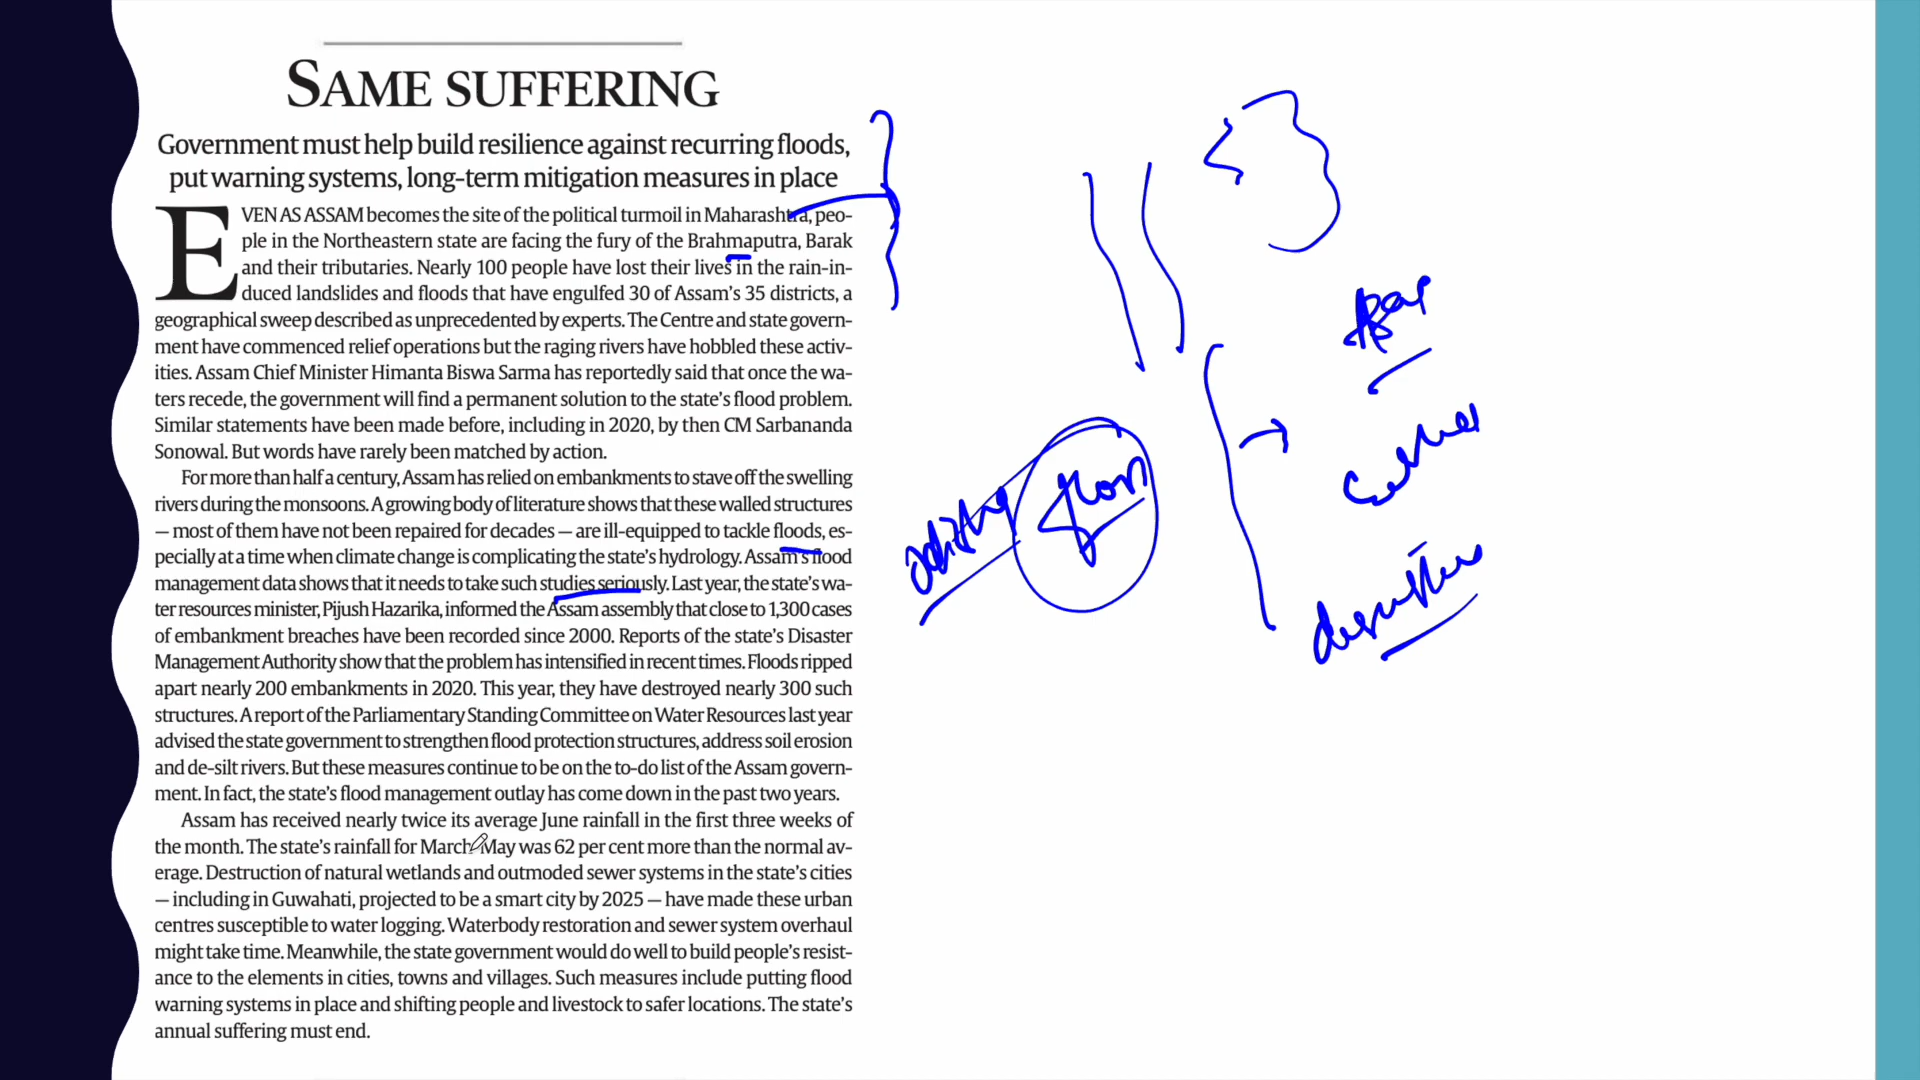 SAME SUFFERING
Government must help build resilience against recurring floods,
put warning systems, long-term mitigation measures in place
EVEN AS ASSAM becomes the site of the political turmoil in Maharashtra, peo-
ple in the Northeastern state are facing the fury of the Brahmaputra, Barak
and their tributaries. Nearly 100 people have lost their lives in the rain-in-
duced landslides and floods that have engulfed 30 of Assam's 35 districts, a
geographical sweep described as unprecedented by experts. The Centre and state govern-
ment have commenced relief operations but the raging rivers have hobbled these activ-
ities. Assam Chief Minister Himanta Biswa Sarma has reportedly said that once the wa-
ters recede, the government will find a permanent solution to the state's flood problem.
Similar statements have been made before, including in 2020, by then CM Sarbananda
Sonowal. But words have rarely been matched by action.
For more than half a century, Assam has relied on embankments to stave off the swelling
rivers during the monsoons. A growing body of literature shows that these walled structures
— most of them have not been repaired for decades — are ill-equipped to tackle floods, es-
pecially at a time when climate change is complicating the state's hydrology. Assam's flood
management data shows that it needs to take such studies seriously. Last year, the state's wa-
ter resources minister, Pijush Hazarika, informed the Assam assembly that close to 1,300 cases
of embankment breaches have been recorded since 2000. Reports of the state's Disaster
Management Authority show that the problem has intensified in recent times. Floods ripped
apart nearly 200 embankments in 2020. This year, they have destroyed nearly 300 such
structures. A report of the Parliamentary Standing Committee on Water Resources last year
advised the state government to strengthen flood protection structures, address soil erosion
and de-silt rivers. But these measures continue to be on the to-do list of the Assam govern-
ment. In fact, the state's flood management outlay has come down in the past two years.
Assam has received nearly twice its average June rainfall in the first three weeks of
the month. The state's rainfall for March-May was 62 per cent more than the normal av-
erage. Destruction of natural wetlands and outmoded sewer systems in the state's cities
— including in Guwahati, projected to be a smart city by 2025 — have made these urban
centres susceptible to water logging. Waterbody restoration and sewer system overhaul
might take time. Meanwhile, the state government would do well to build people's resist-
ance to the elements in cities, towns and villages. Such measures include putting flood
warning systems in place and shifting people and livestock to safer locations. The state's
annual suffering must end.